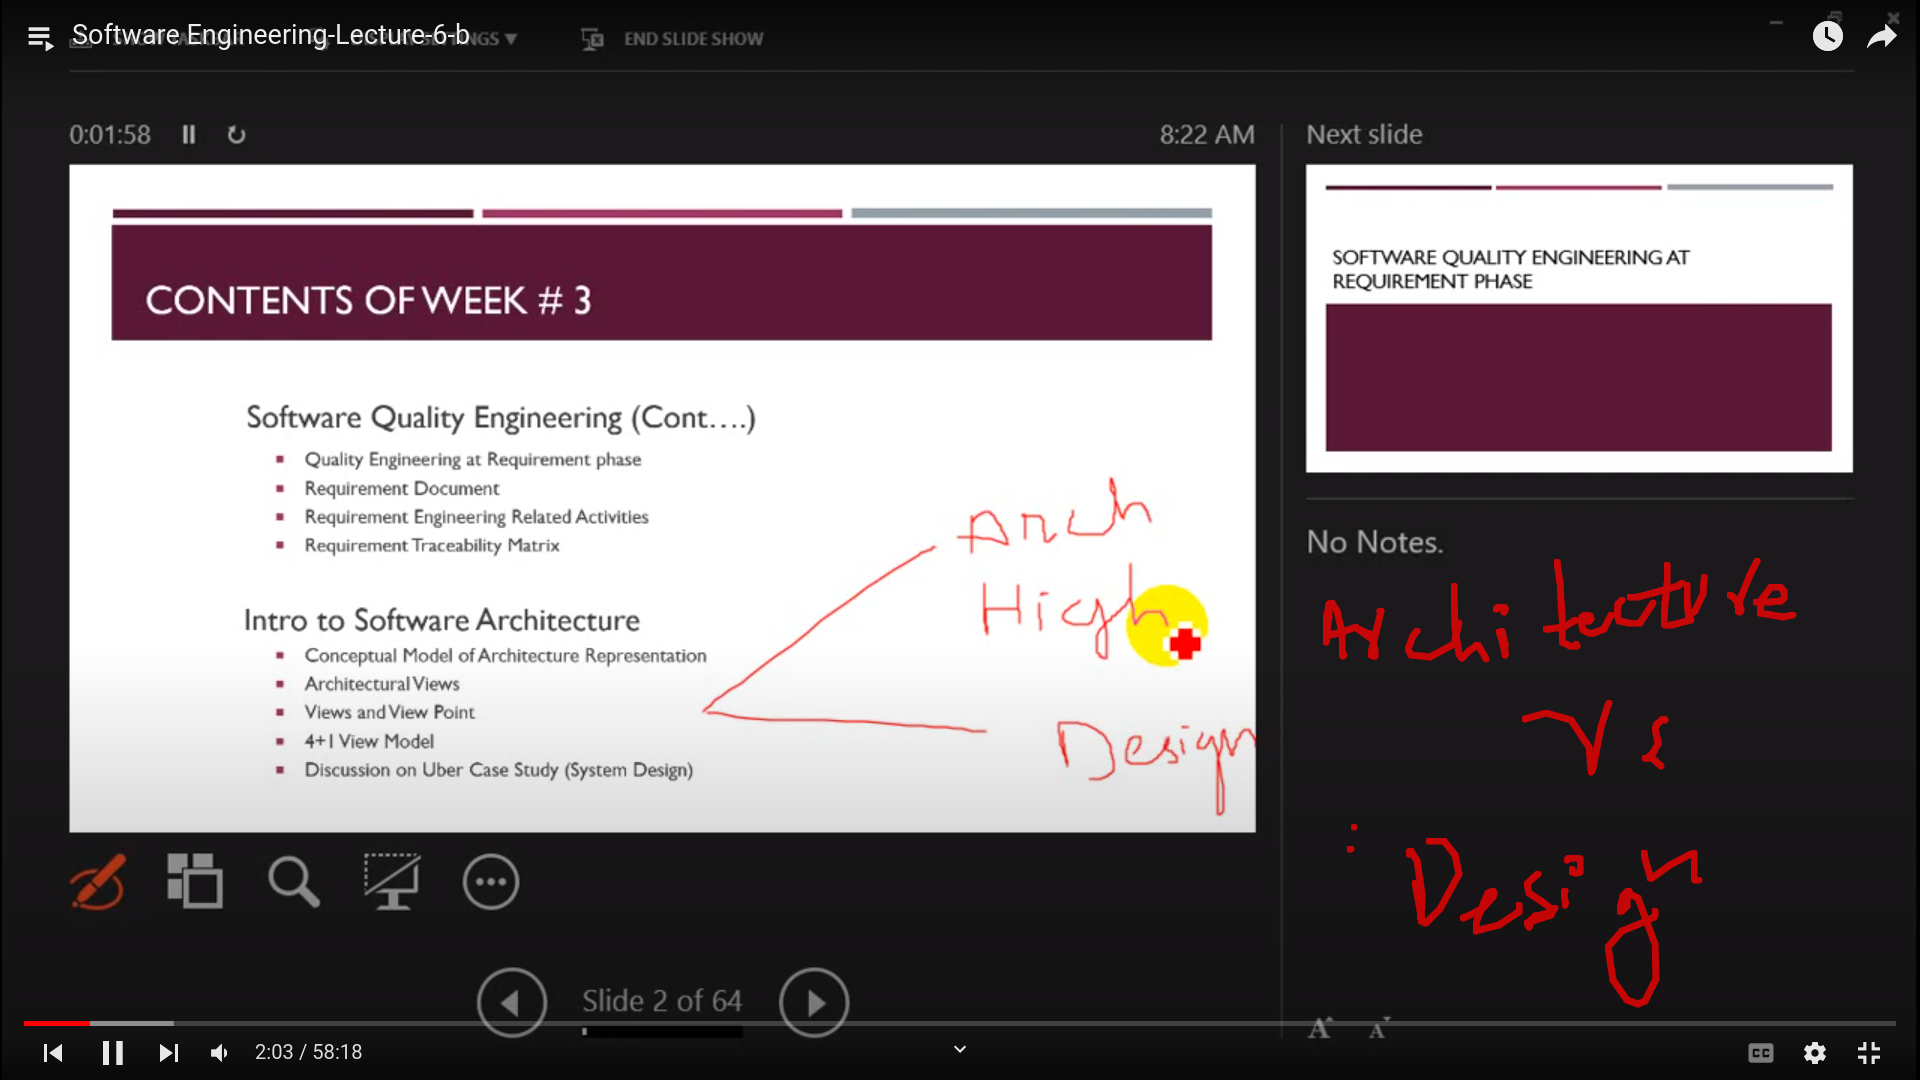 Software Engineering-Lecture-6-b
END SLIDE SHOW
0:01:58
8:22 AM
Next slide
CONTENTS OF WEEK # 3
Software Quality Engineering (Cont....)
Quality Engineering at Requirement phase
Requirement Document
Requirement Engineering Related Activities
Requirement Traceability Matrix
Intro to Software Architecture
Conceptual Model of Architecture Representation
Architectural Views
Views and View Point
4+1 View Model
Discussion on Uber Case Study (System Design)
Arch
High
Design
SOFTWARE QUALITY ENGINEERING AT
REQUIREMENT PHASE
No Notes.
Architecture
Vs
Design
Slide 2 of 64
A A
2:03 / 58:18
CC